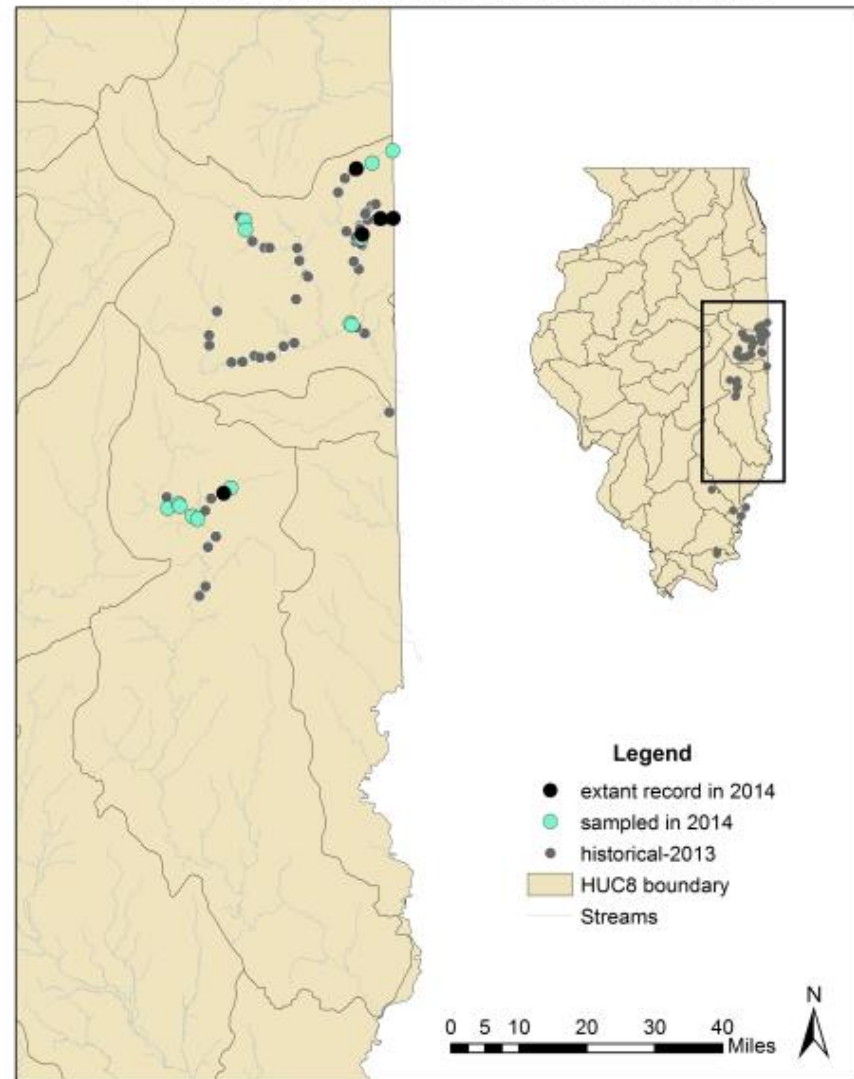 Legend
extant record in 2014
sampled in 2014
historical-2013
HUC8 boundary
Streams
N
0 5 10 20 30 40
Miles